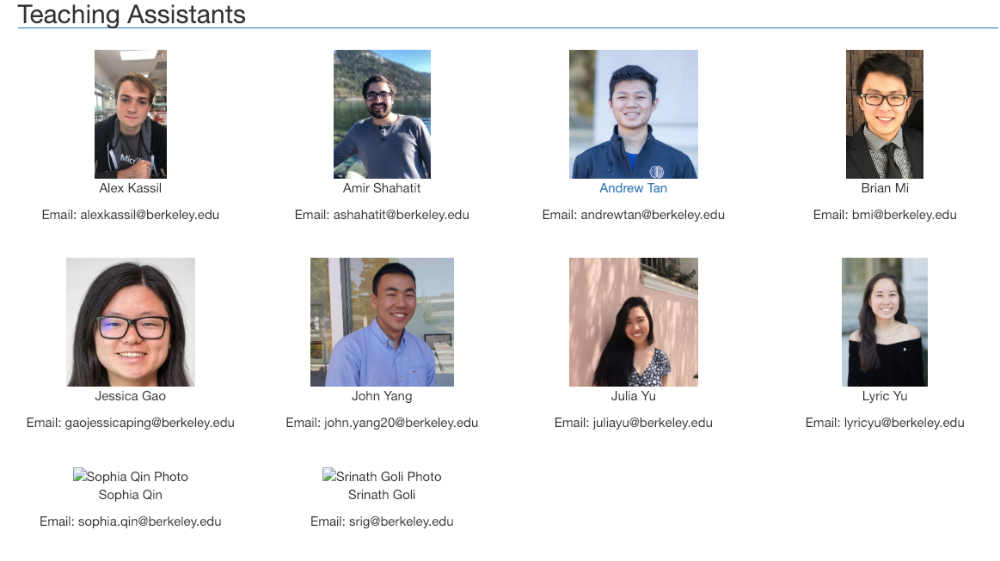 Teaching Assistants
Micr
Alex Kassil
Amir Shahatit
Andrew Tan
Brian Mi
Email: alexkassil@berkeley.edu
Email: ashahatit@berkeley.edu
Email: andrewtan@berkeley.edu
Email: bmi@berkeley.edu
Jessica Gao
John Yang
Julia Yu
Lyric Yu
Email: gaojessicaping@berkeley.edu
Email: john.yang20@berkeley.edu
Email: juliayu@berkeley.edu
Email: lyricyu@berkeley.edu
Sophia Qin Photo
Srinath Goli Photo
Sophia Qin
Srinath Goli
Email: sophia.qin@berkeley.edu
Email: srig@berkeley.edu